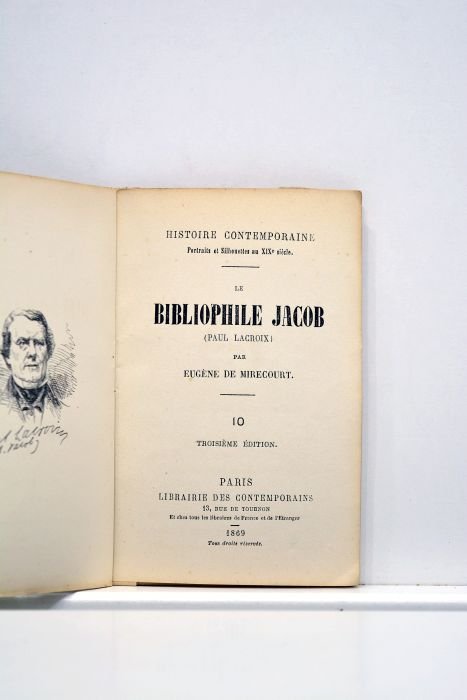 HISTOIRE CONTEMPORAINE
Portraits et Silhouettes au XIXe siècle.
LE
BIBLIOPHILE JACOB
(PAUL LACROIX)
PAR
EUGÈNE DE MIRECOURT.
10
TROISIÈME ÉDITION.
PARIS
LIBRAIRIE DES CONTEMPORAINS
13, RUE DE TOURNON
Et chez tous les libraires de France et de l'Etranger
1869
Tous droits réservés.
Lacroix